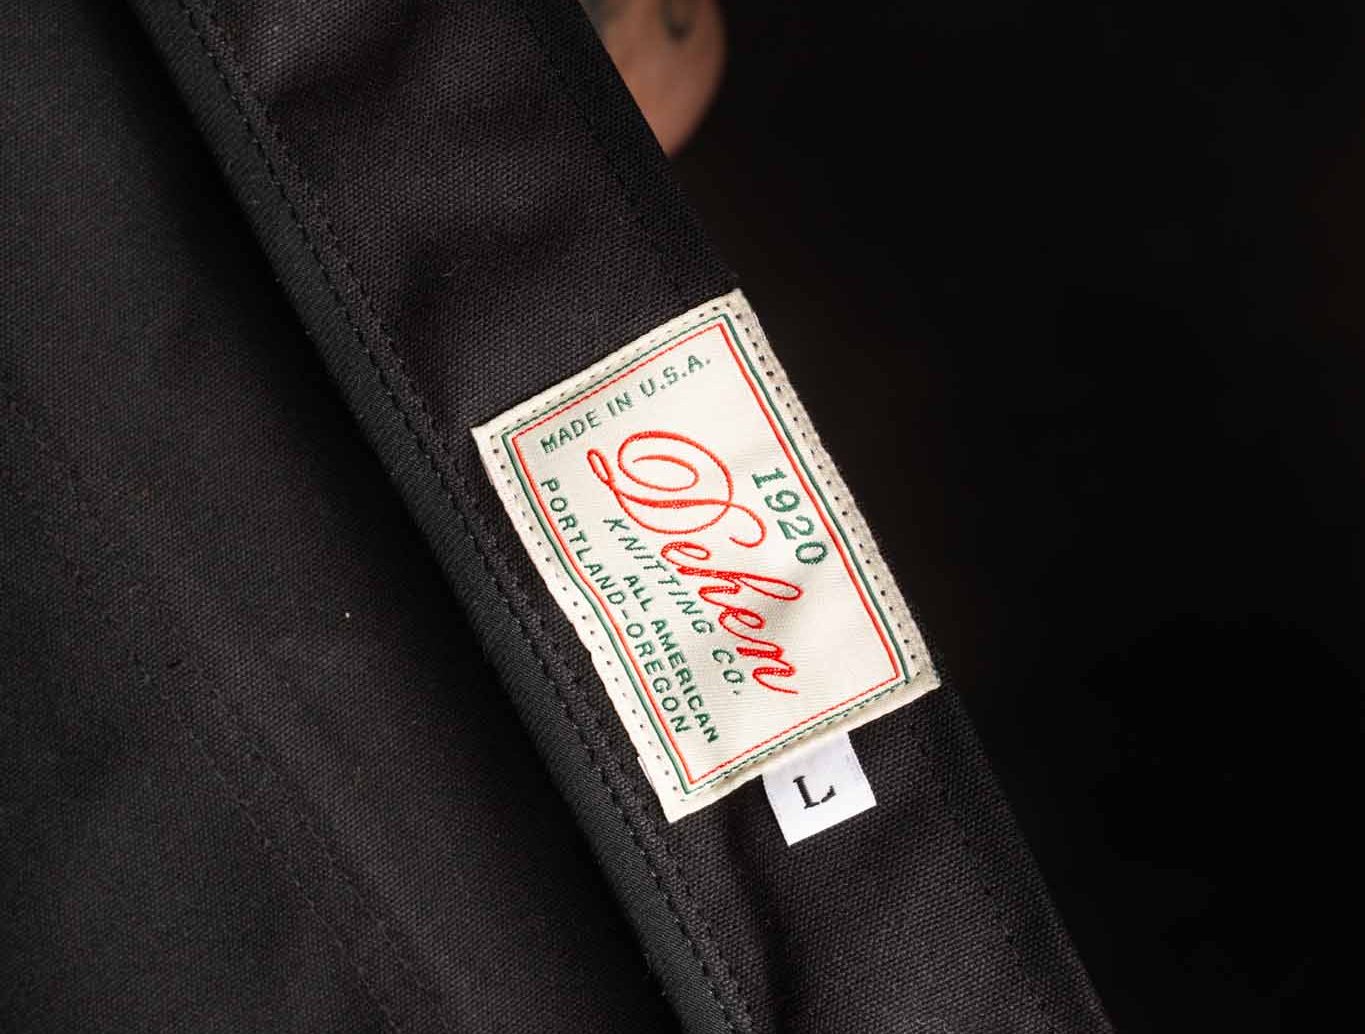 MADE IN U.S.A.
1920
Dehen
KNITTING CO.
ALL AMERICAN
PORTLAND-OREGON
L